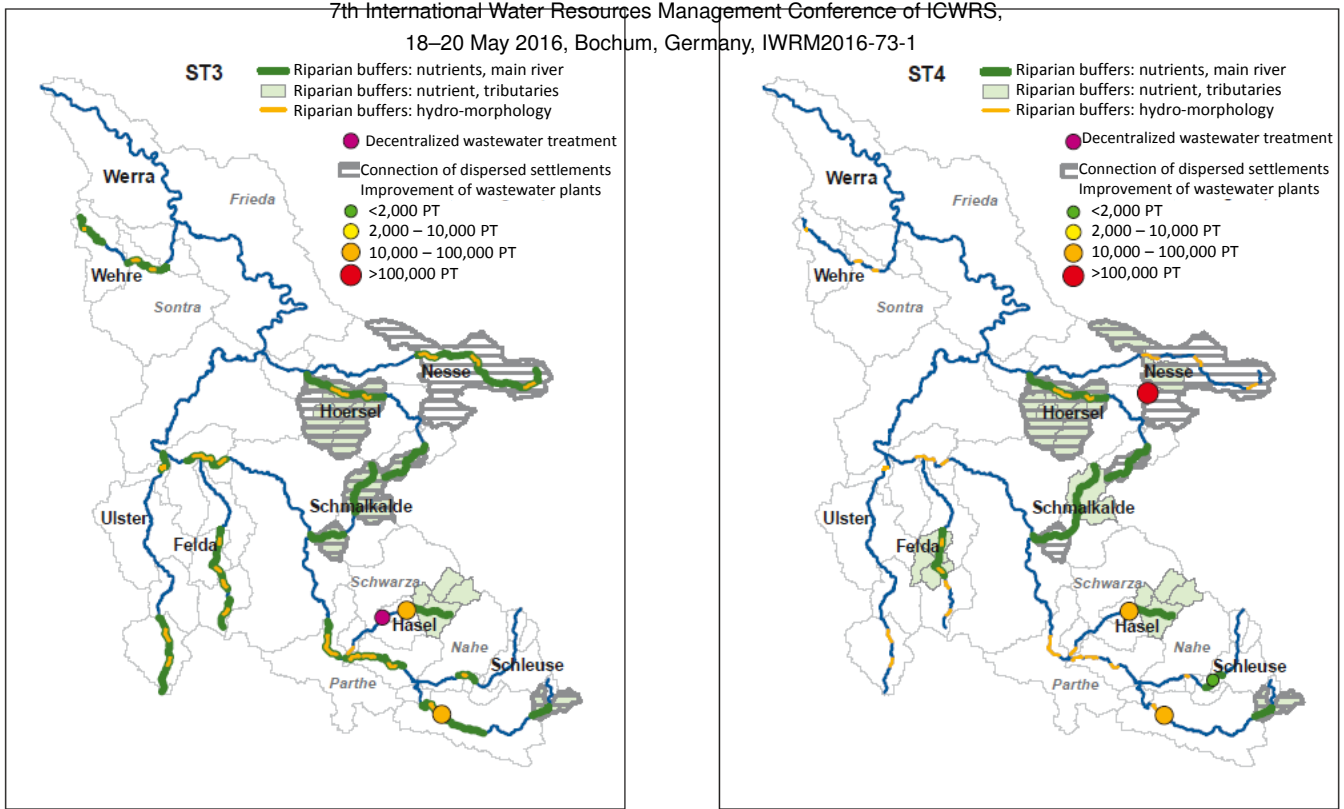 7th International Water Resources Management Conference of ICWRS,
18–20 May 2016, Bochum, Germany, IWRM2016-73-1
ST3
Riparian buffers: nutrients, main river
Riparian buffers: nutrient, tributaries
Riparian buffers: hydro-morphology
Decentralized wastewater treatment
Connection of dispersed settlements
Improvement of wastewater plants
<2,000 PT
2,000 – 10,000 PT
10,000 – 100,000 PT
>100,000 PT
Werra
Frieda
Wehre
Sontra
Nesse
Hoersel
Schmalkalde
Ulster
Felda
Schwarza
Hasel
Nahe
Schleuse
Parthe
ST4
Riparian buffers: nutrients, main river
Riparian buffers: nutrient, tributaries
Riparian buffers: hydro-morphology
Decentralized wastewater treatment
Connection of dispersed settlements
Improvement of wastewater plants
<2,000 PT
2,000 – 10,000 PT
10,000 – 100,000 PT
>100,000 PT
Werra
Frieda
Wehre
Sontra
Nesse
Hoersel
Schmalkalde
Ulster
Felda
Schwarza
Hasel
Nahe
Schleuse
Parthe